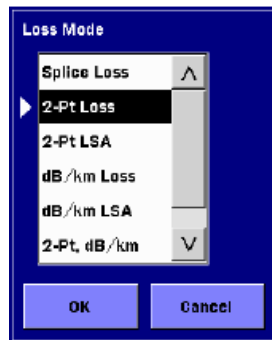 Loss Mode
Splice Loss
2-Pt Loss
2-Pt LSA
dB/km Loss
dB/km LSA
2-Pt, dB/km
OK
Cancel